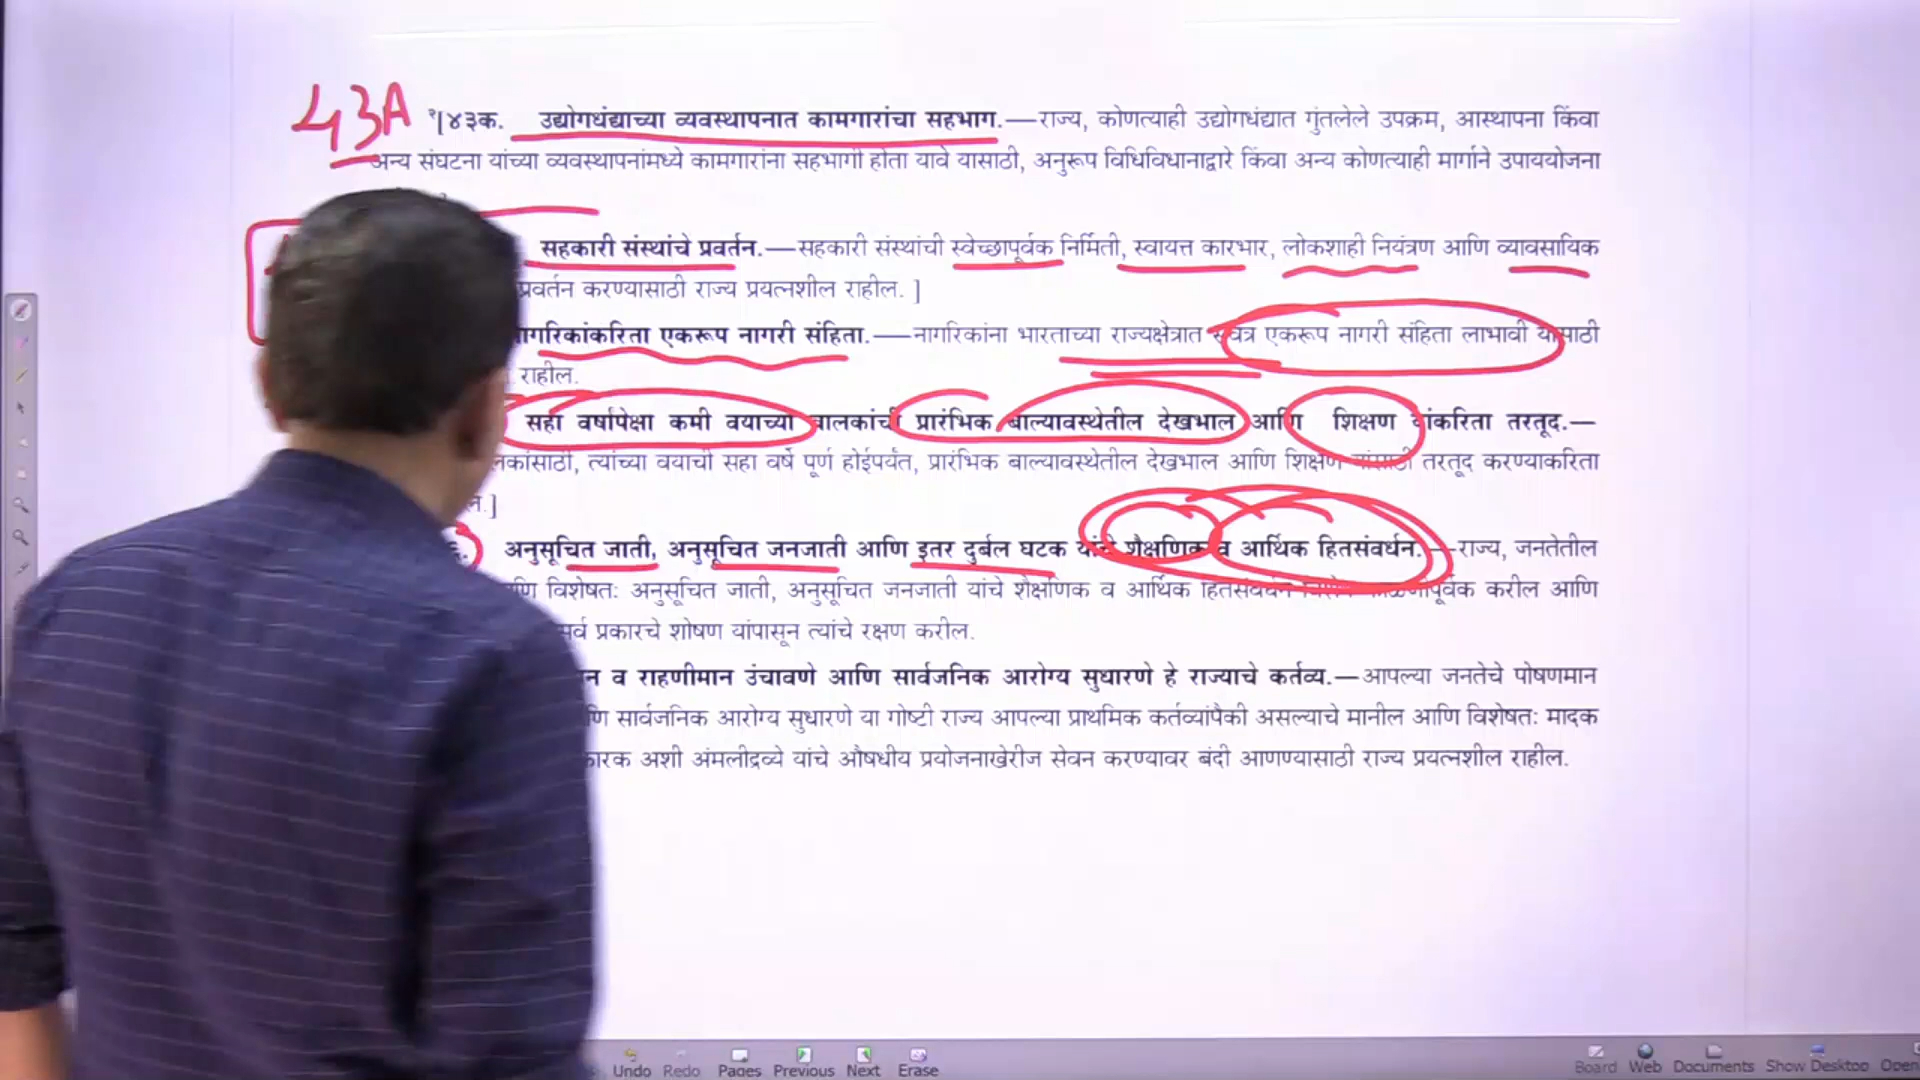 43A
१[४३क. उद्योगधंद्याच्या व्यवस्थापनात कामगारांचा सहभाग.—राज्य, कोणत्याही उद्योगधंद्यात गुंतलेले उपक्रम, आस्थापना किंवा
अन्य संघटना यांच्या व्यवस्थापनांमध्ये कामगारांना सहभागी होता यावे यासाठी, अनुरूप विधिविधानाद्वारे किंवा अन्य कोणत्याही मार्गाने उपाययोजना
सहकारी संस्थांचे प्रवर्तन.—सहकारी संस्थांची स्वेच्छापूर्वक निर्मिती, स्वायत्त कारभार, लोकशाही नियंत्रण आणि व्यावसायिक
प्रवर्तन करण्यासाठी राज्य प्रयत्नशील राहील. ]
एकरूप नागरी संहिता.—नागरिकांना भारताच्या राज्यक्षेत्रात सर्वत्र एकरूप नागरी संहिता लाभावी यासाठी
राहील.
सहा वर्षांपेक्षा कमी वयाच्या बालकांची प्रारंभिक बाल्यावस्थेतील देखभाल आणि शिक्षण यांकरिता तरतूद.—
त्यांच्या वयाची सहा वर्षे पूर्ण होईपर्यंत, प्रारंभिक बाल्यावस्थेतील देखभाल आणि शिक्षण यांसाठी तरतूद करण्याकरिता
]
अनुसूचित जाती, अनुसूचित जनजाती आणि इतर दुर्बल घटक यांचे शैक्षणिक व आर्थिक हितसंवर्धन.—राज्य, जनतेतील
विशेषतः अनुसूचित जाती, अनुसूचित जनजाती यांचे शैक्षणिक व आर्थिक हितसंवर्धन विशेष काळजीपूर्वक करील आणि
सर्व प्रकारचे शोषण यांपासून त्यांचे रक्षण करील.
व राहणीमान उंचावणे आणि सार्वजनिक आरोग्य सुधारणे हे राज्याचे कर्तव्य.—आपल्या जनतेचे पोषणमान
सार्वजनिक आरोग्य सुधारणे या गोष्टी राज्य आपल्या प्राथमिक कर्तव्यांपैकी असल्याचे मानील आणि विशेषतः मादक
अशी अंमलीद्रव्ये यांचे औषधीय प्रयोजनाखेरीज सेवन करण्यावर बंदी आणण्यासाठी राज्य प्रयत्नशील राहील.
Undo Redo Pages Previous Next Erase Board Web Documents Show Desktop